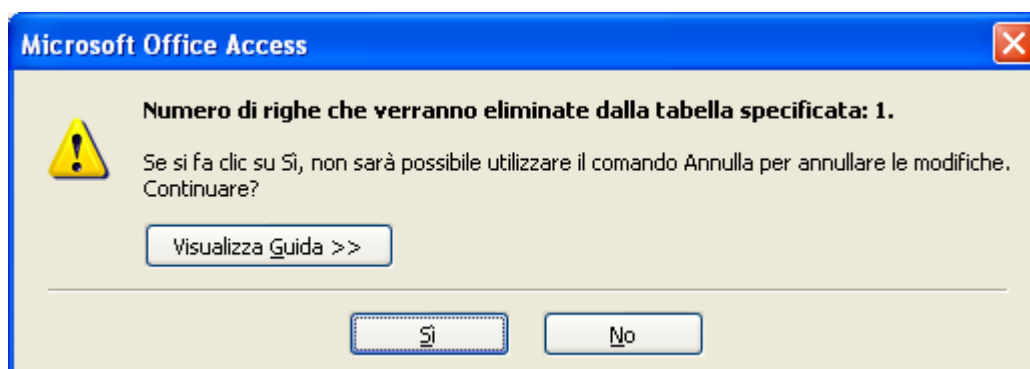 Microsoft Office Access
Numero di righe che verranno eliminate dalla tabella specificata: 1.
Se si fa clic su Sì, non sarà possibile utilizzare il comando Annulla per annullare le modifiche.
Continuare?
Visualizza Guida >>
Sì
No